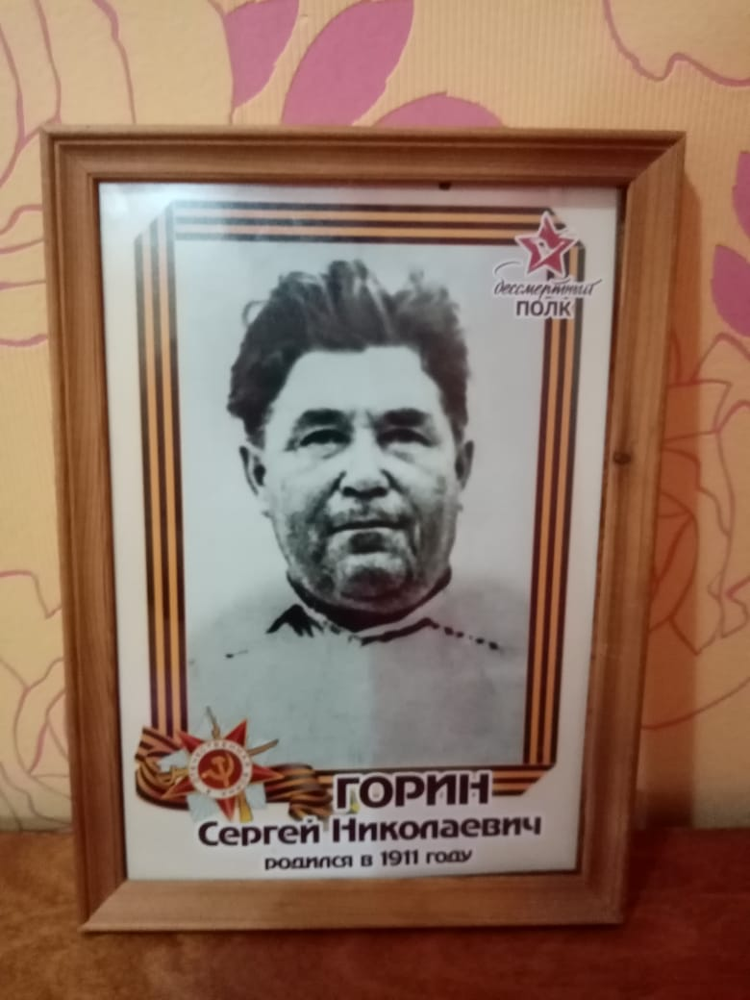 бессмертный
ПОЛК
ГОРИН
Сергей Николаевич
родился в 1911 году